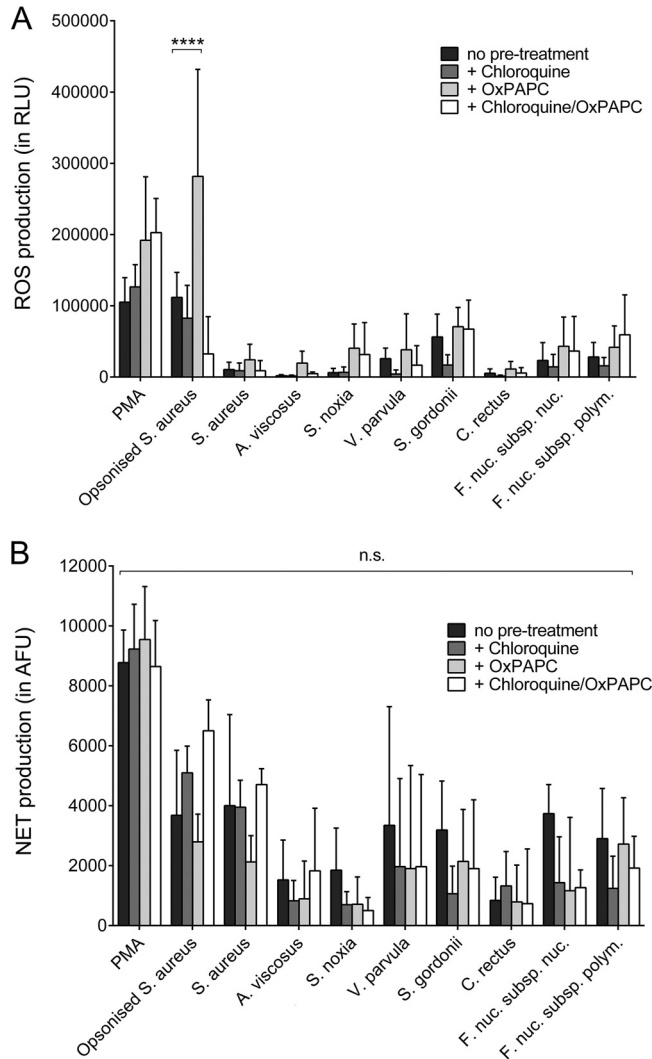 A
500000
400000
300000
200000
100000
0
ROS production (in RLU)
****
no pre-treatment
+ Chloroquine
+ OxPAPC
+ Chloroquine/OxPAPC
PMA
Opsonised S. aureus
S. aureus
A. viscosus
S. noxia
V. parvula
S. gordonii
C. rectus
F. nuc. subsp. nuc.
F. nuc. subsp. polym.
B
n.s.
12000
10000
8000
6000
4000
2000
0
NET production (in AFU)
no pre-treatment
+ Chloroquine
+ OxPAPC
+ Chloroquine/OxPAPC
PMA
Opsonised S. aureus
S. aureus
A. viscosus
S. noxia
V. parvula
S. gordonii
C. rectus
F. nuc. subsp. nuc.
F. nuc. subsp. polym.